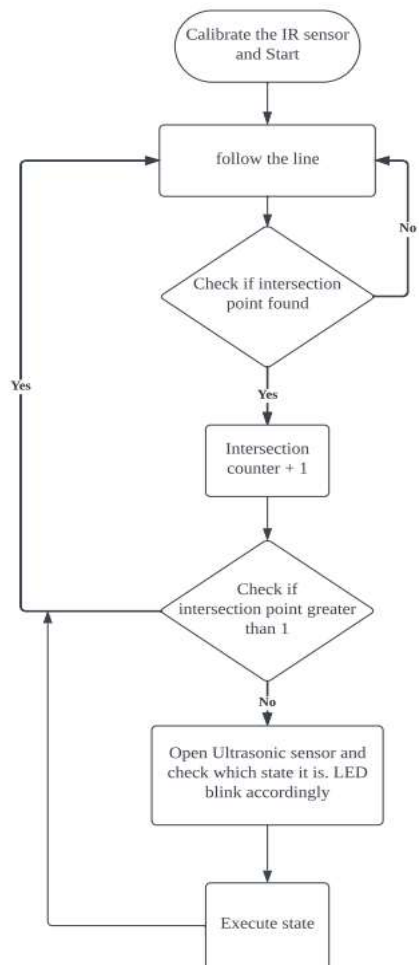 Calibrate the IR sensor
and Start
follow the line
No
Check if intersection
point found
Yes
Yes
Intersection
counter + 1
Check if
intersection point greater
than 1
No
Open Ultrasonic sensor and
check which state it is. LED
blink accordingly
Execute state